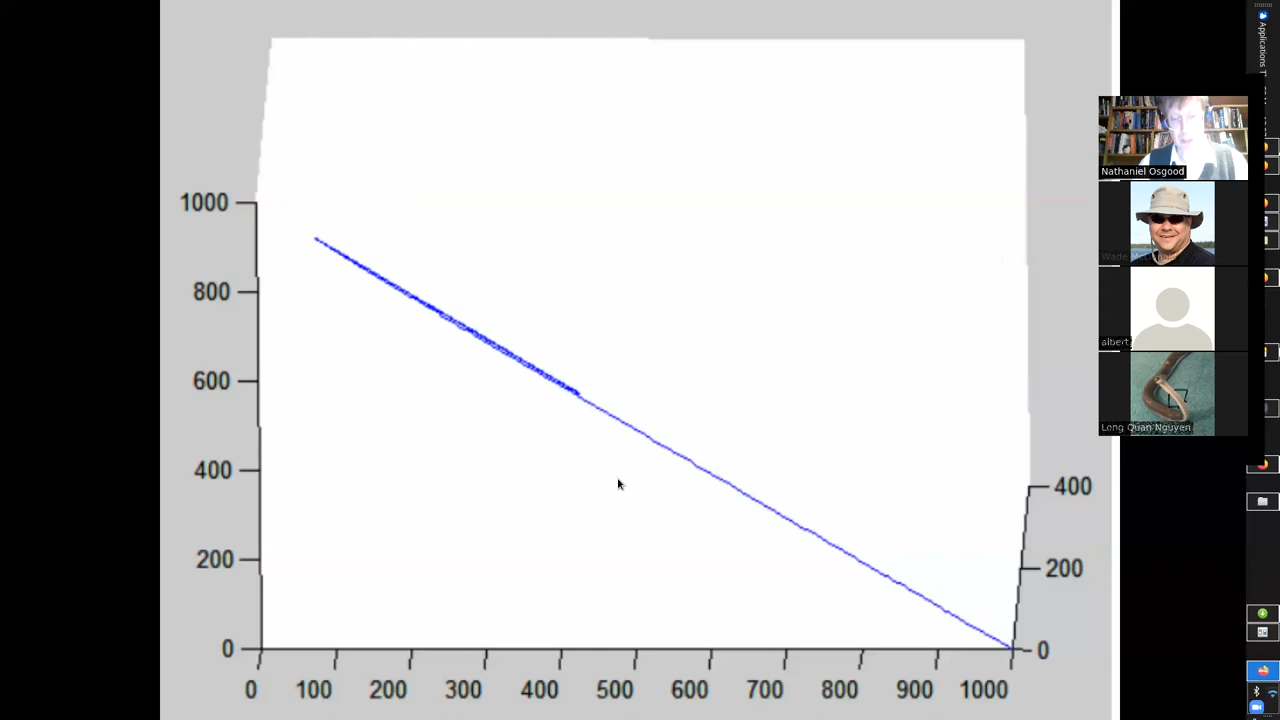 1000
800
600
400
200
0
0 100 200 300 400 500 600 700 800 900 1000
400
200
0
Nathaniel Osgood
albert
Long Quan Nguyen
Applications